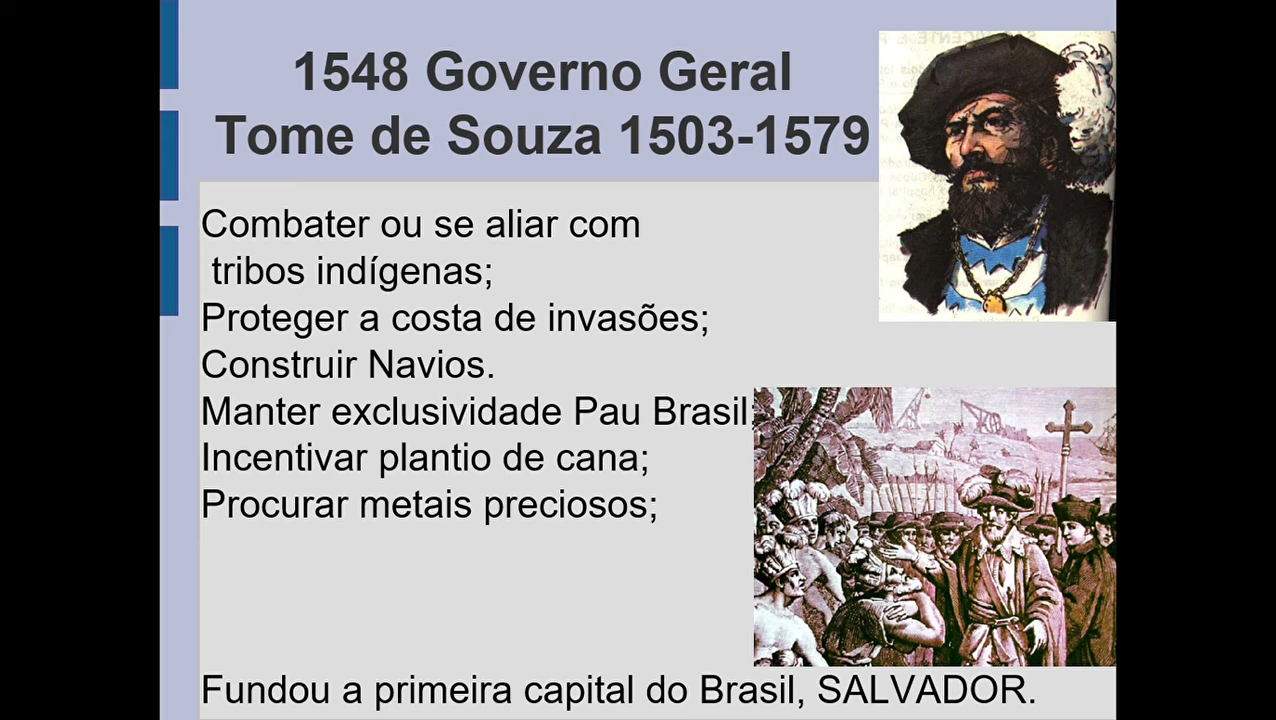 1548 Governo Geral
Tome de Souza 1503-1579
Combater ou se aliar com
tribos indígenas;
Proteger a costa de invasões;
Construir Navios.
Manter exclusividade Pau Brasil;
Incentivar plantio de cana;
Procurar metais preciosos;
Fundou a primeira capital do Brasil, SALVADOR.